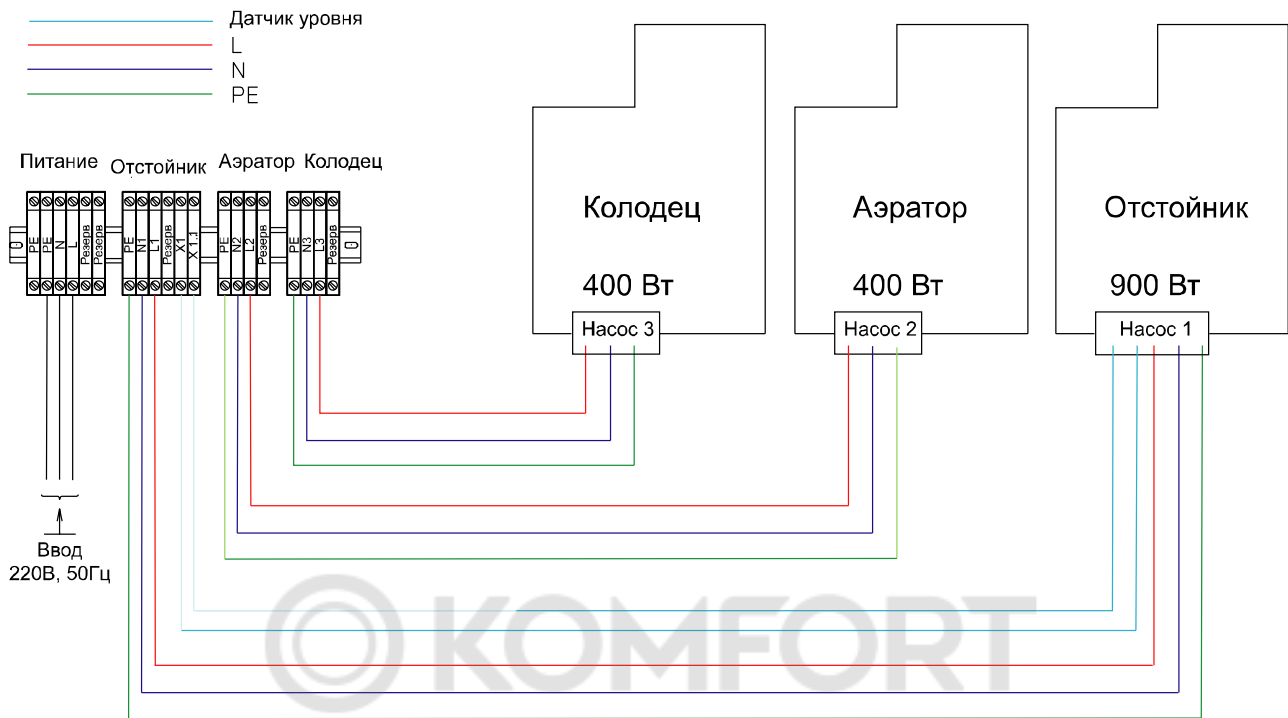 Датчик уровня
L
N
PE
Питание
Отстойник
Аэратор
Колодец
PE
PE
N
L
Резерв
Резерв
PE
N1
L1
Резерв
X1
X1.1
PE
N2
L2
Резерв
PE
N3
L3
Резерв
Колодец
400 Вт
Насос 3
Аэратор
400 Вт
Насос 2
Отстойник
900 Вт
Насос 1
Ввод
220В, 50Гц
KOMFORT